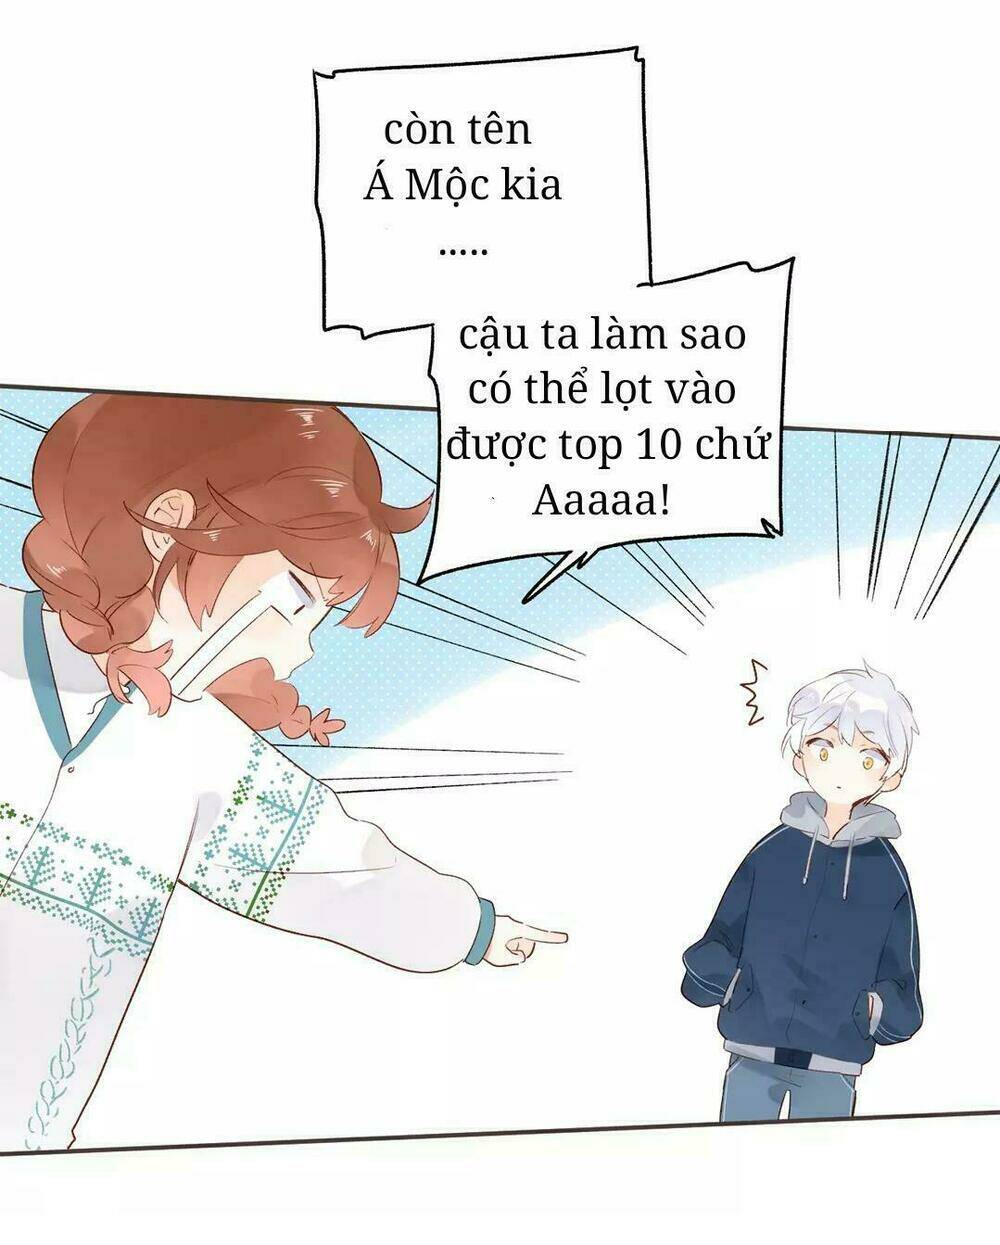 còn tên
Á Mộc kia
.....
cậu ta làm sao
có thể lọt vào
được top 10 chứ
Aaaaa!